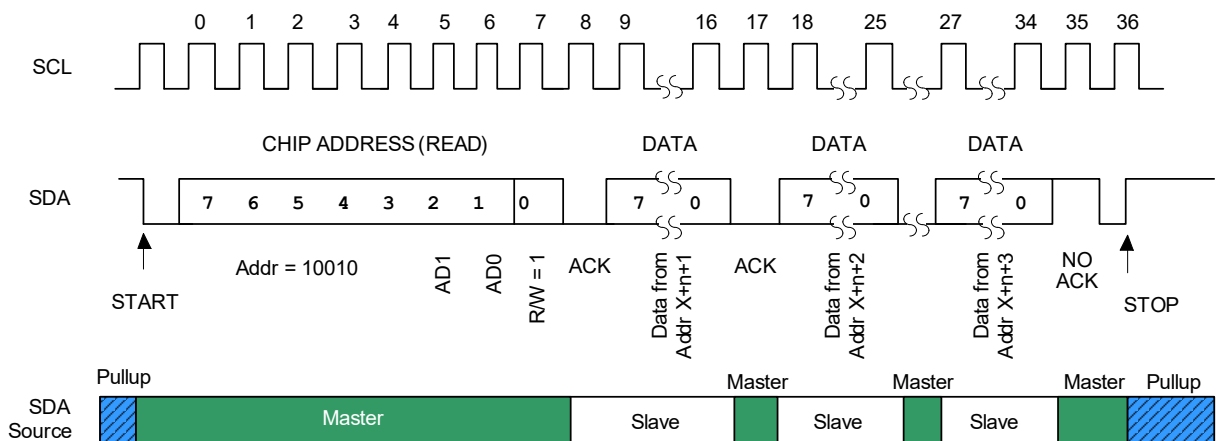 0 1 2 3 4 5 6 7 8 9 16 17 18 25 27 34 35 36
SCL
CHIP ADDRESS (READ) DATA DATA DATA
SDA
7 6 5 4 3 2 1 0 7 0 7 0 7 0
START
Addr = 10010
AD1
AD0
R/W = 1
ACK
Data from
Addr X+n+1
ACK
Data from
Addr X+n+2
Data from
Addr X+n+3
NO
ACK
STOP
Pullup Master Master Master Pullup
SDA
Source
Master Slave Slave Slave